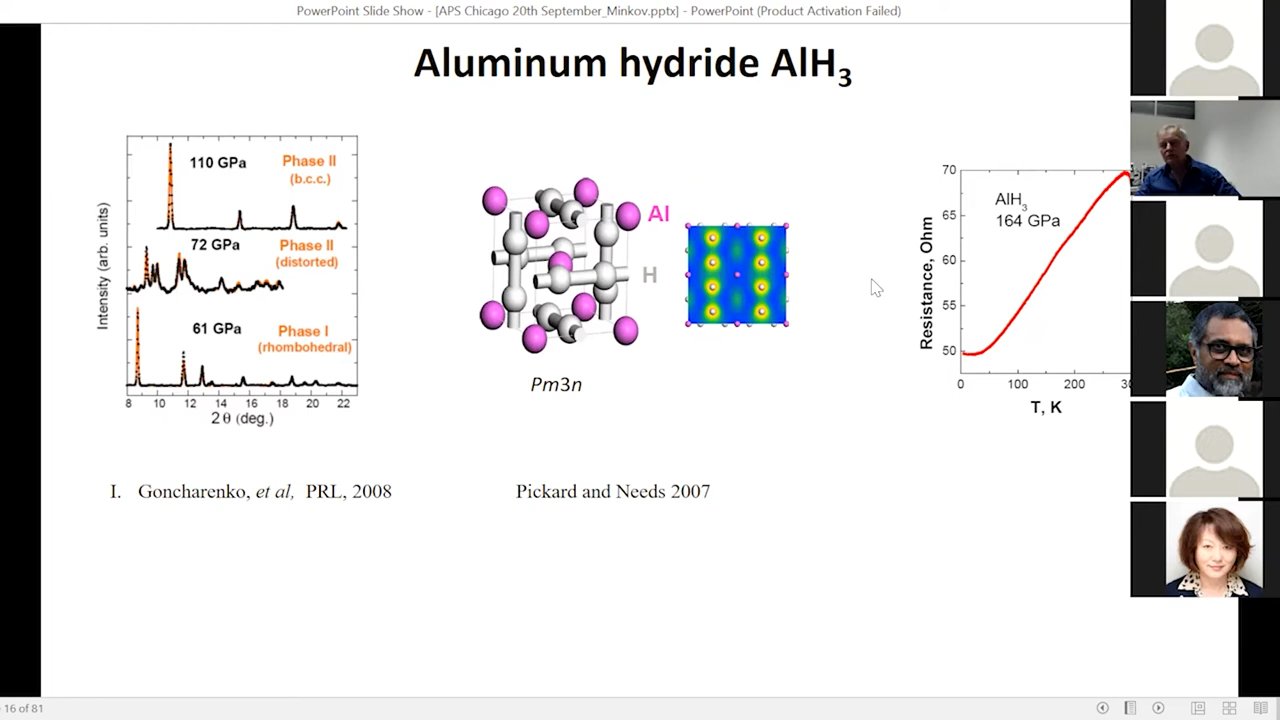 PowerPoint Slide Show - [APS Chicago 20th September_Minkov.pptx] - PowerPoint (Product Activation Failed)
Aluminum hydride AlH3
110 GPa
Phase II
(b.c.c.)
72 GPa
Phase II
(distorted)
61 GPa
Phase I
(rhombohedral)
Intensity (arb. units)
8 10 12 14 16 18 20 22
2 θ (deg.)
Al
H
Pm3n
AlH3
164 GPa
70
65
60
55
50
Resistance, Ohm
0 100 200
T, K
I. Goncharenko, et al, PRL, 2008
Pickard and Needs 2007
16 of 81